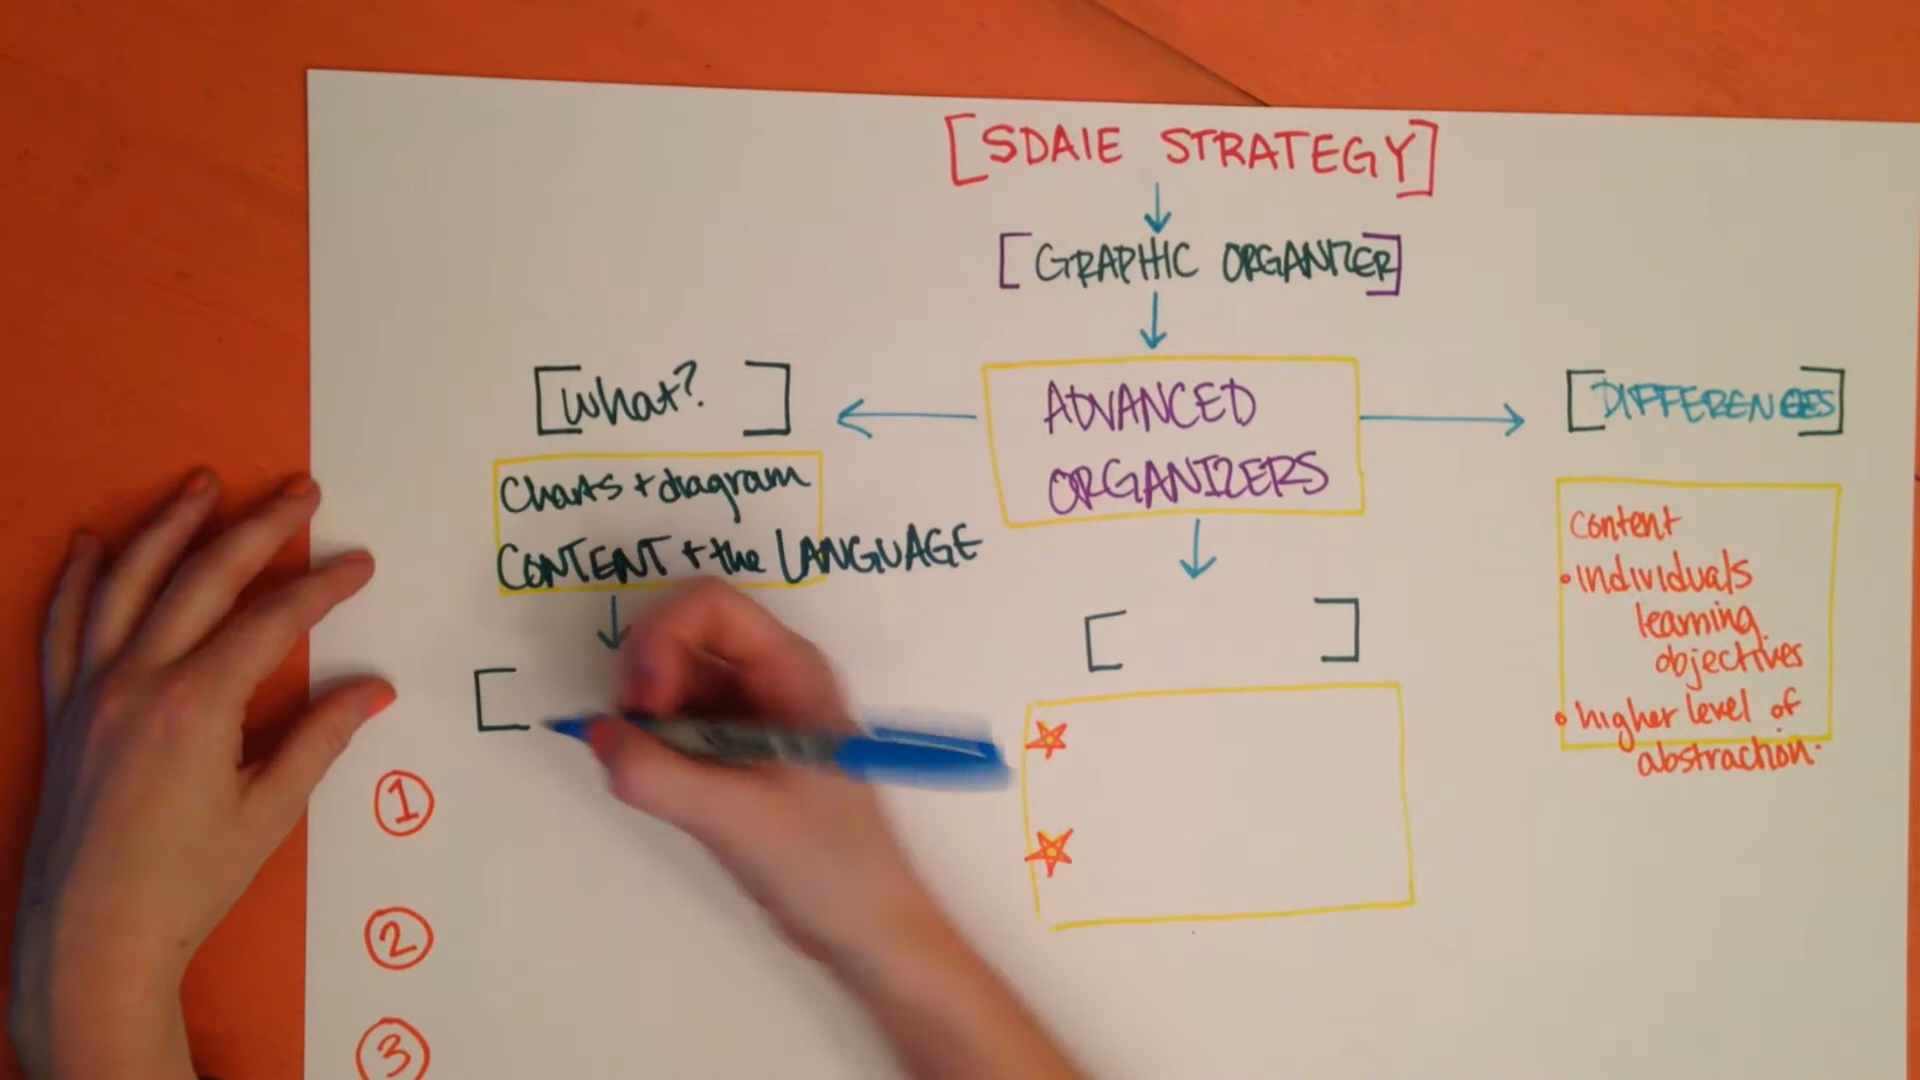 [SDAIE STRATEGY]
[GRAPHIC ORGANIZER]
[What? ]
ADVANCED
ORGANIZERS
[DIFFERENCES]
Charts + diagram
CONTENT + the LANGUAGE
content
• individuals
learning
objectives
• higher level of
abstraction.
1
2
3